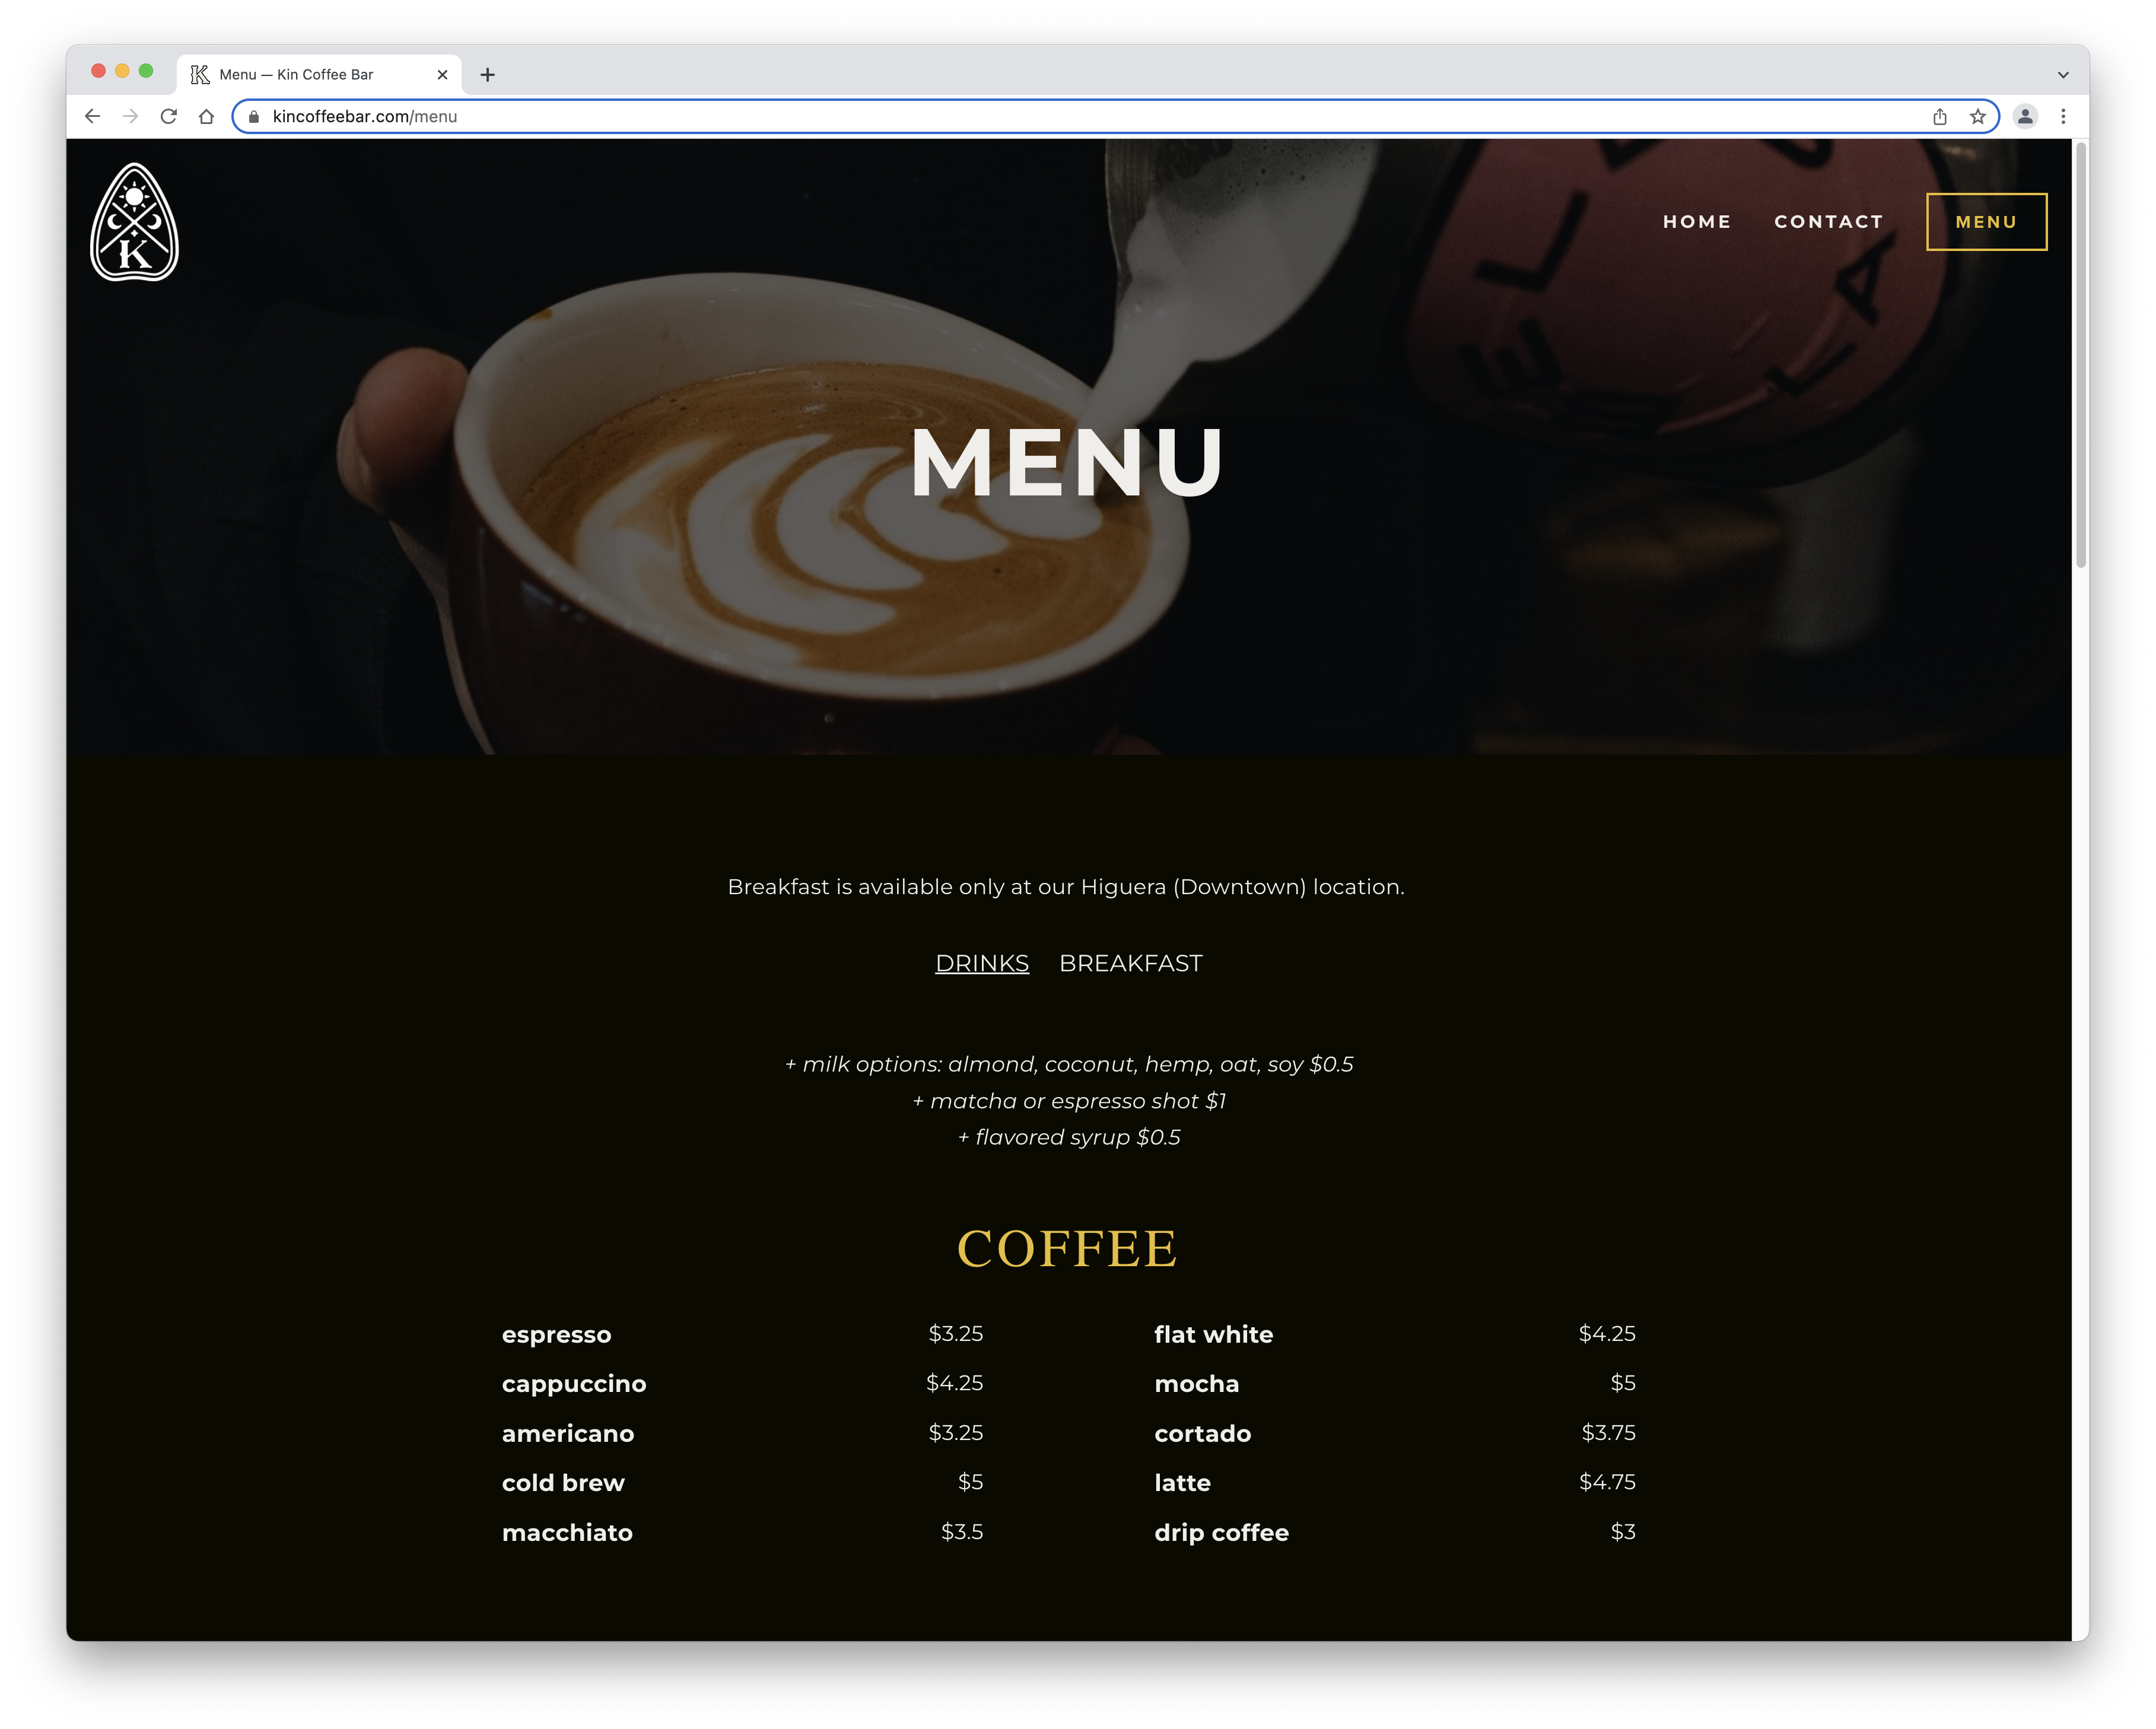 Menu — Kin Coffee Bar
kincoffeebar.com/menu
K
HOME CONTACT MENU
MENU
Breakfast is available only at our Higuera (Downtown) location.
DRINKS BREAKFAST
+ milk options: almond, coconut, hemp, oat, soy $0.5
+ matcha or espresso shot $1
+ flavored syrup $0.5
COFFEE
espresso $3.25
cappuccino $4.25
americano $3.25
cold brew $5
macchiato $3.5
flat white $4.25
mocha $5
cortado $3.75
latte $4.75
drip coffee $3